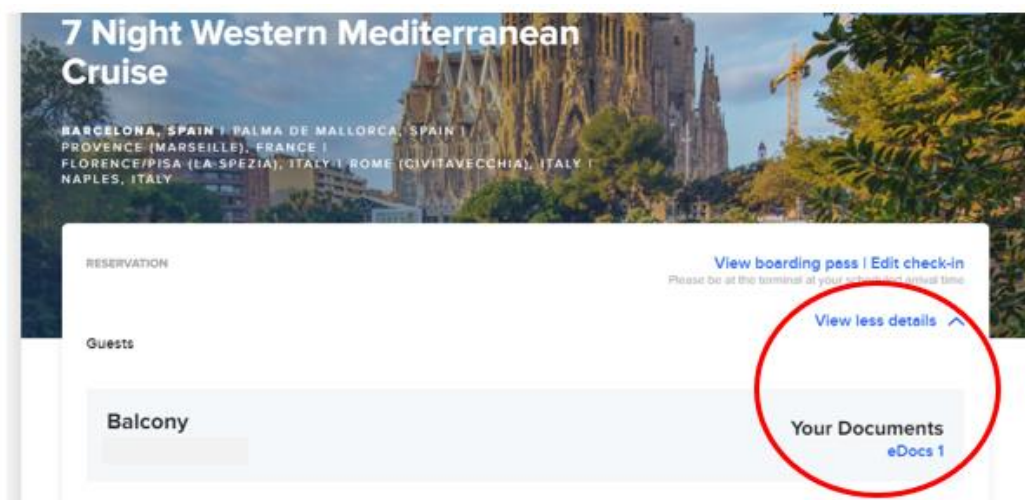 7 Night Western Mediterranean
Cruise
BARCELONA, SPAIN | PALMA DE MALLORCA, SPAIN |
PROVENCE (MARSEILLE), FRANCE |
FLORENCE/PISA (LA SPEZIA), ITALY | ROME (CIVITAVECCHIA), ITALY |
NAPLES, ITALY
RESERVATION
View boarding pass | Edit check-in
Please be at the terminal at your scheduled arrival time
View less details
Guests
Balcony
Your Documents
eDocs 1